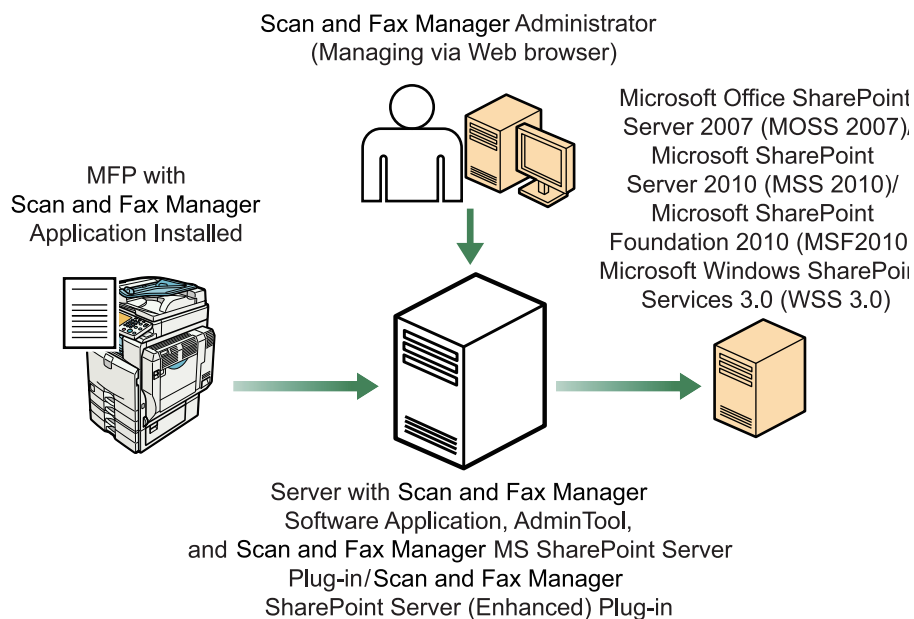 Scan and Fax Manager Administrator
(Managing via Web browser)
Microsoft Office SharePoint
Server 2007 (MOSS 2007)/
Microsoft SharePoint
Server 2010 (MSS 2010)/
Microsoft SharePoint
Foundation 2010 (MSF2010)
Microsoft Windows SharePoin
Services 3.0 (WSS 3.0)
MFP with
Scan and Fax Manager
Application Installed
Server with Scan and Fax Manager
Software Application, AdminTool,
and Scan and Fax Manager MS SharePoint Server
Plug-in/Scan and Fax Manager
SharePoint Server (Enhanced) Plug-in